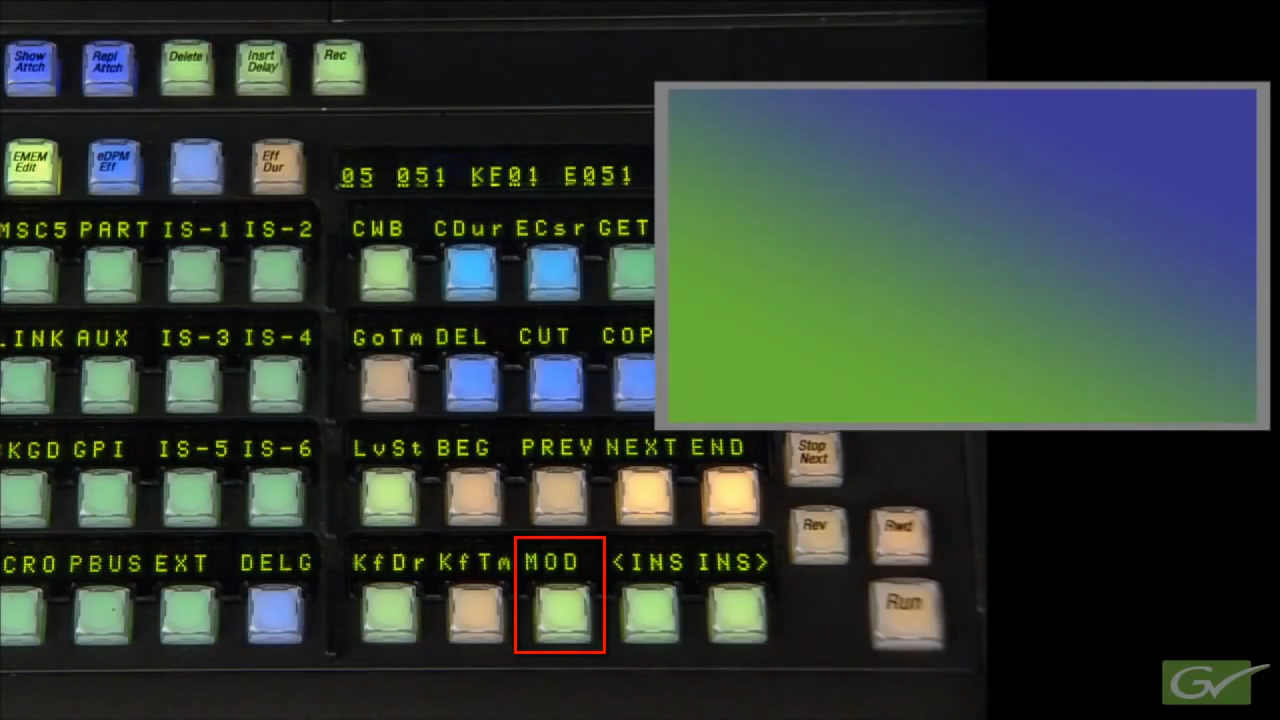 Show Attch
Repl Attch
Delete
Insrt Delay
Rec
EMEM Edit
eDPM Eff
Eff Dur
05 051 KF01 E051
MSC5 PART IS-1 IS-2
CWB CDur ECsr GET
LINK AUX IS-3 IS-4
GoTm DEL CUT COP
KGD GPI IS-5 IS-6
LvSt BEG PREV NEXT END
Stop Next
Rev
Rwd
CRO PBUS EXT DELG
KfDr KfTm MOD <INS INS>
Run
GV